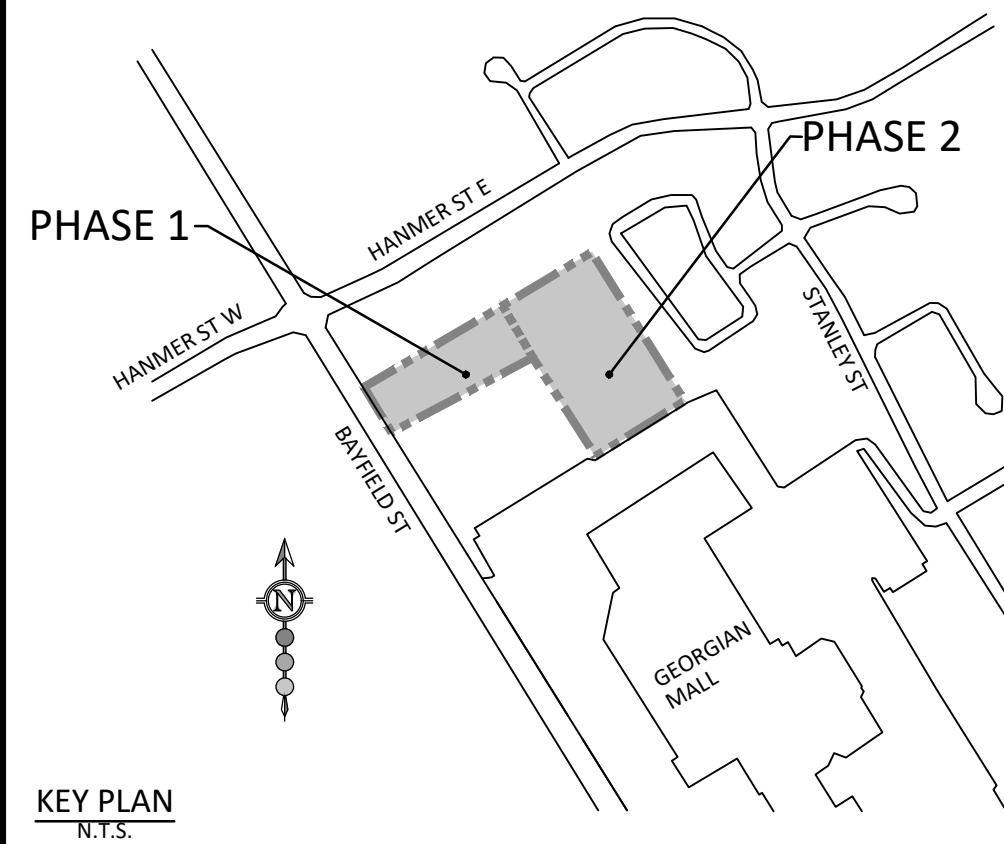 PHASE 2
HANMER ST E
PHASE 1
HANMER ST W
STANLEY ST
BAYFIELD ST
N
GEORGIAN
MALL
KEY PLAN
N.T.S.